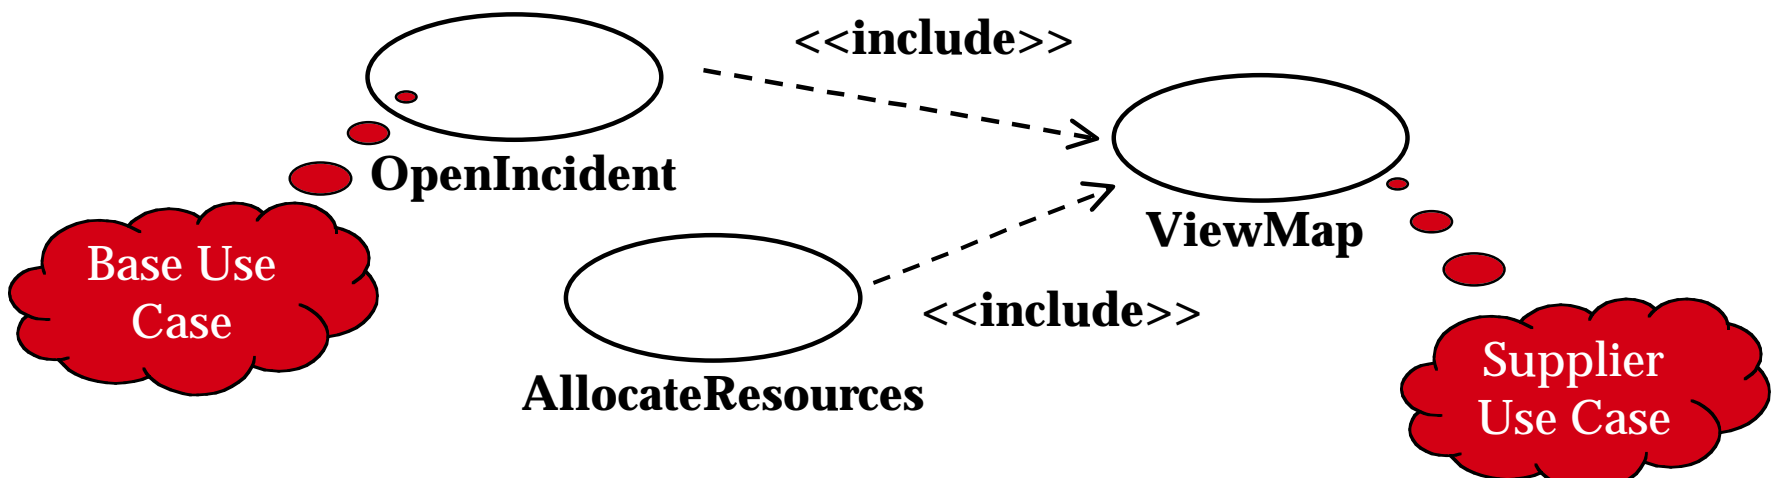 <<include>>
OpenIncident
ViewMap
Base Use
Case
<<include>>
AllocateResources
Supplier
Use Case